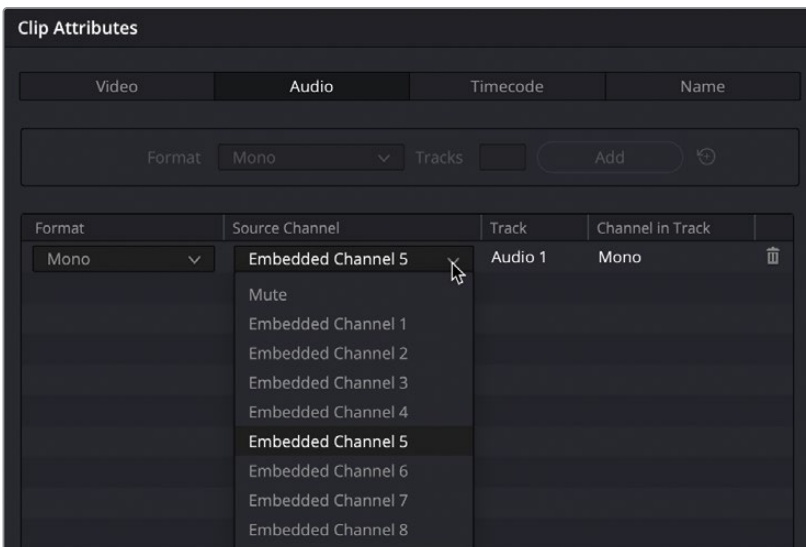 Clip Attributes
Video Audio Timecode Name
Format Mono Tracks Add
Format Source Channel Track Channel in Track
Mono Embedded Channel 5 Audio 1 Mono
Mute
Embedded Channel 1
Embedded Channel 2
Embedded Channel 3
Embedded Channel 4
Embedded Channel 5
Embedded Channel 6
Embedded Channel 7
Embedded Channel 8